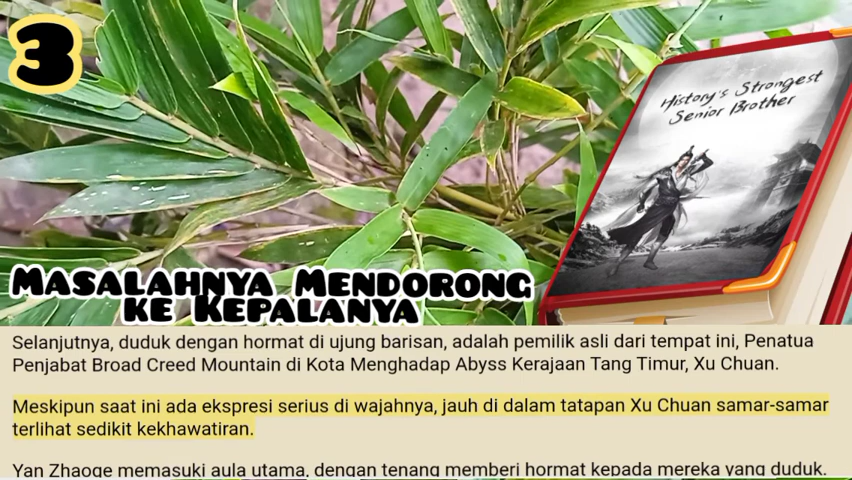 3
History's Strongest
Senior Brother
Masalahnya Mendorong
ke Kepalanya
Selanjutnya, duduk dengan hormat di ujung barisan, adalah pemilik asli dari tempat ini, Penatua
Penjabat Broad Creed Mountain di Kota Menghadap Abyss Kerajaan Tang Timur, Xu Chuan.
Meskipun saat ini ada ekspresi serius di wajahnya, jauh di dalam tatapan Xu Chuan samar-samar
terlihat sedikit kekhawatiran.
Yan Zhaoge memasuki aula utama, dengan tenang memberi hormat kepada mereka yang duduk.